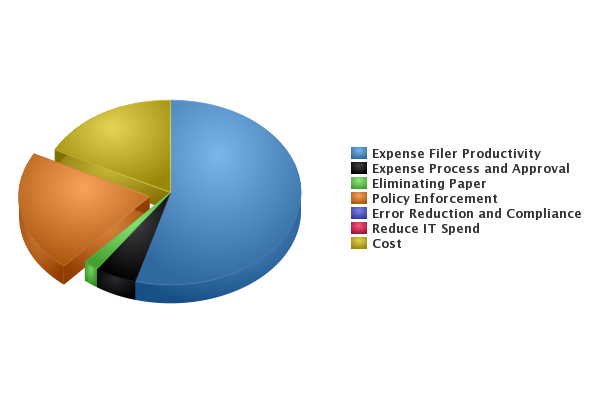 Expense Filer Productivity
Expense Process and Approval
Eliminating Paper
Policy Enforcement
Error Reduction and Compliance
Reduce IT Spend
Cost